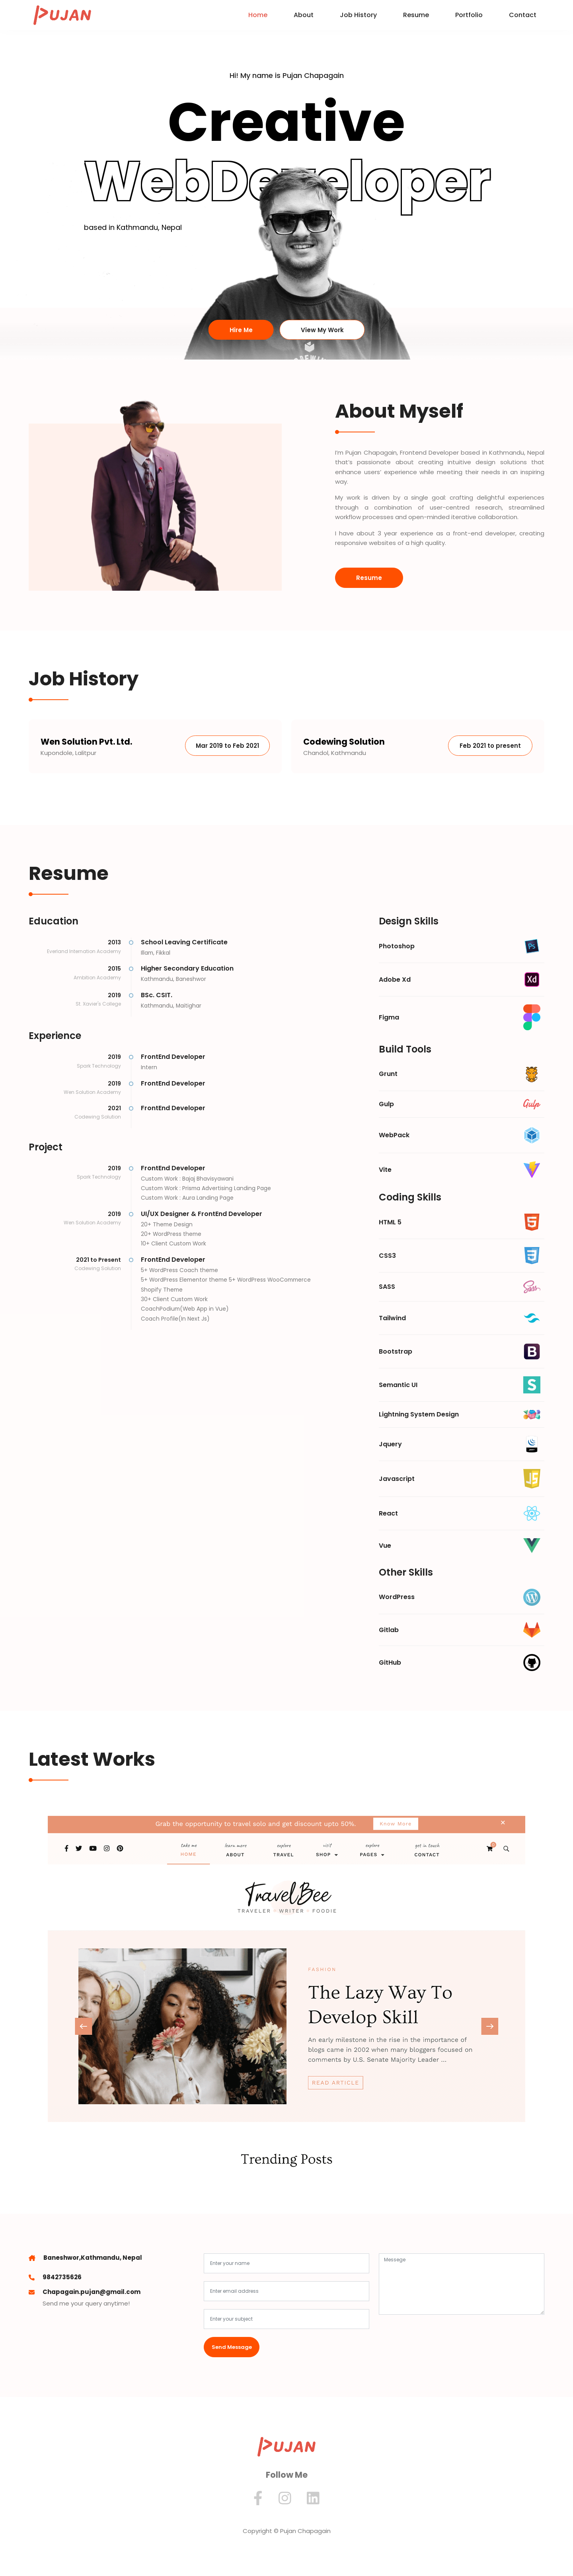 PUJAN
Home
About
Job History
Resume
Portfolio
Contact
Hi! My name is Pujan Chapagain
Creative
WebDeveloper
based in Kathmandu, Nepal
Hire Me
View My Work
About Myself
I'm Pujan Chapagain, Frontend Developer based in Kathmandu, Nepal
that's passionate about creating intuitive design solutions that
enhance users' experience while meeting their needs in an inspiring
way.
My work is driven by a single goal: crafting delightful experiences
through a combination of user-centred research, streamlined
workflow processes and open-minded iterative collaboration.
I have about 3 year experience as a front-end developer, creating
responsive websites of a high quality.
Resume
Job History
Wen Solution Pvt. Ltd.
Kupondole, Lalitpur
Mar 2019 to Feb 2021
Codewing Solution
Chandol, Kathmandu
Feb 2021 to present
Resume
Education
2013
Everland Internation Academy
School Leaving Certificate
Illam, Fikkal
2015
Ambition Academy
Higher Secondary Education
Kathmandu, Baneshwor
2019
St. Xavier's College
BSc. CSIT.
Kathmandu, Maitighar
Experience
2019
Spark Technology
FrontEnd Developer
Intern
2019
Wen Solution Academy
FrontEnd Developer
2021
Codewing Solution
FrontEnd Developer
Project
2019
Spark Technology
FrontEnd Developer
Custom Work : Bajaj Bhavisyawani
Custom Work : Prisma Advertising Landing Page
Custom Work : Aura Landing Page
2019
Wen Solution Academy
UI/UX Designer & FrontEnd Developer
20+ Theme Design
20+ WordPress theme
10+ Client Custom Work
2021 to Present
Codewing Solution
FrontEnd Developer
5+ WordPress Coach theme
5+ WordPress Elementor theme 5+ WordPress WooCommerce
Shopify Theme
30+ Client Custom Work
CoachPodium(Web App in Vue)
Coach Profile(In Next Js)
Design Skills
Photoshop
Ps
Adobe Xd
Xd
Figma
Build Tools
Grunt
Gulp
Gulp
WebPack
Vite
Coding Skills
HTML 5
5
CSS3
3
SASS
Sass
Tailwind
Bootstrap
B
Semantic UI
S
Lightning System Design
Jquery
Javascript
JS
React
Vue
Other Skills
WordPress
Gitlab
GitHub
Latest Works
Grab the opportunity to travel solo and get discount upto 50%.
Know More
take me
HOME
learn more
ABOUT
explore
TRAVEL
visit
SHOP
explore
PAGES
get in touch
CONTACT
TravelBee
TRAVELER - WRITER - FOODIE
FASHION
The Lazy Way To
Develop Skill
An early milestone in the rise in the importance of
blogs came in 2002 when many bloggers focused on
comments by U.S. Senate Majority Leader ...
READ ARTICLE
Trending Posts
Baneshwor,Kathmandu, Nepal
9842735626
Chapagain.pujan@gmail.com
Send me your query anytime!
Enter your name
Enter email address
Enter your subject
Message
Send Message
PUJAN
Follow Me
Copyright © Pujan Chapagain